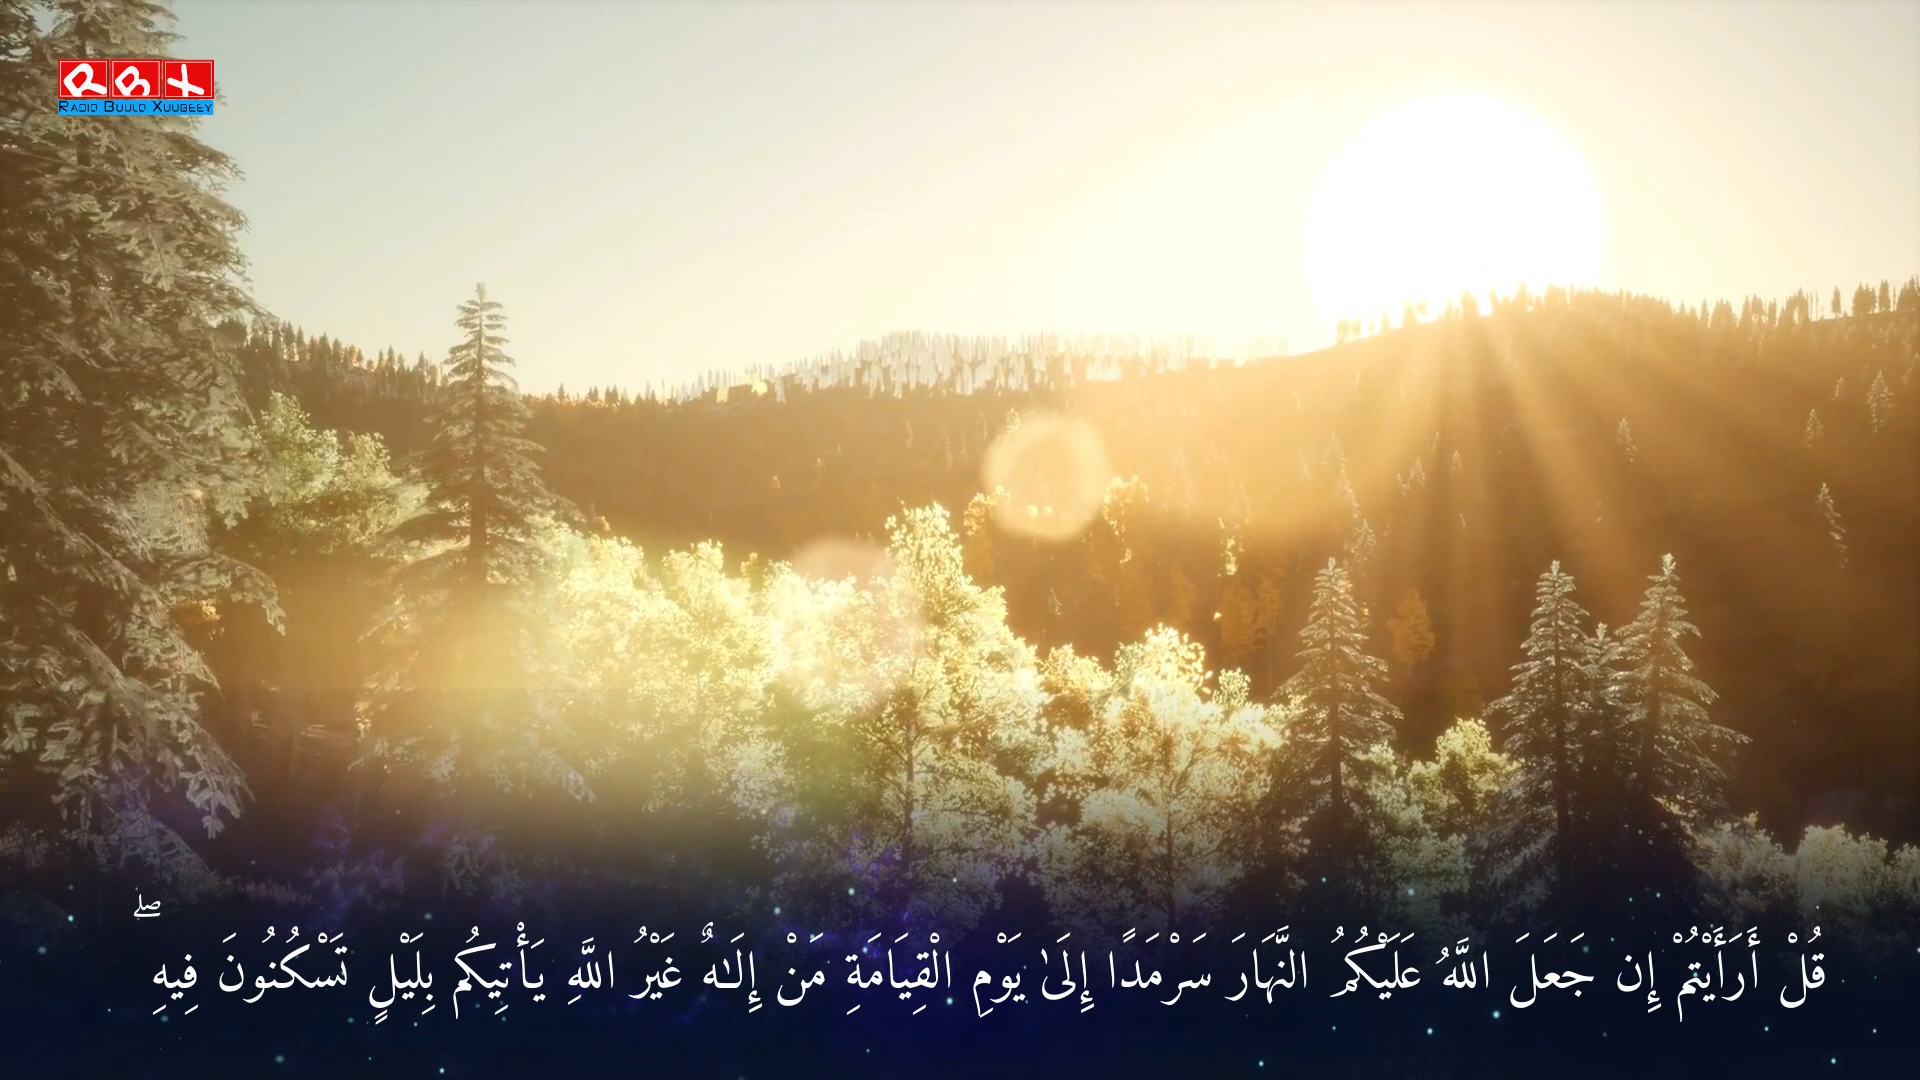 RBX
Radio Buulo Xuubeey
قُلْ أَرَأَيْتُمْ إِن جَعَلَ اللَّهُ عَلَيْكُمُ النَّهَارَ سَرْمَدًا إِلَىٰ يَوْمِ الْقِيَامَةِ مَنْ إِلَـٰهٌ غَيْرُ اللَّهِ يَأْتِيكُم بِلَيْلٍ تَسْكُنُونَ فِيهِ ۖ